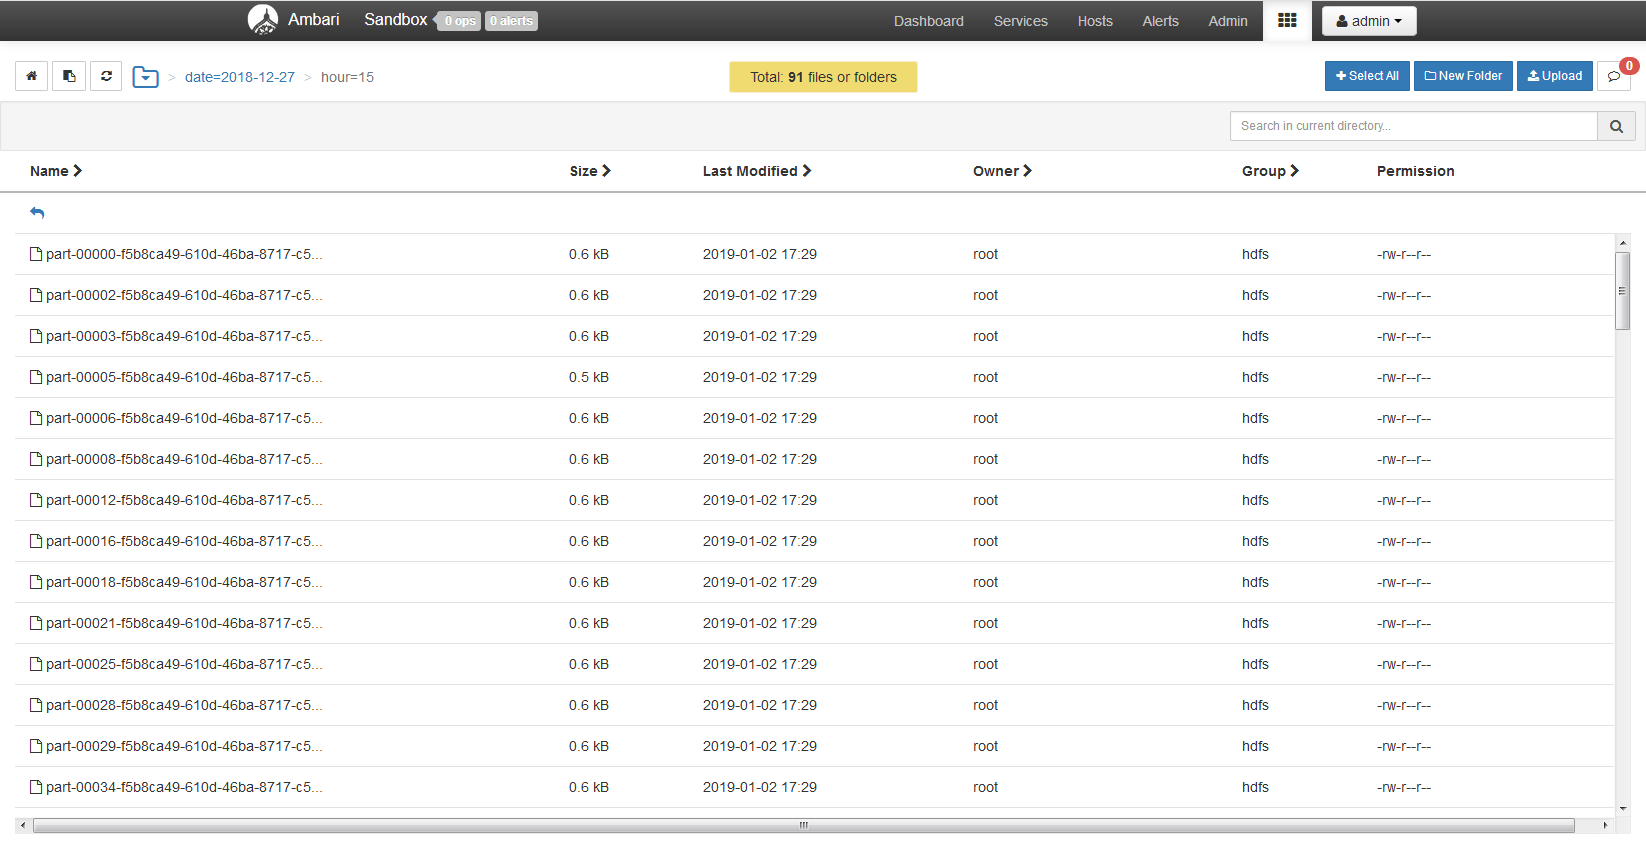 Ambari Sandbox 0 ops 0 alerts Dashboard Services Hosts Alerts Admin admin
> date=2018-12-27 > hour=15 Total: 91 files or folders Select All New Folder Upload 0
Search in current directory...
Name Size Last Modified Owner Group Permission
part-00000-f5b8ca49-610d-46ba-8717-c5... 0.6 kB 2019-01-02 17:29 root hdfs -rw-r--r--
part-00002-f5b8ca49-610d-46ba-8717-c5... 0.6 kB 2019-01-02 17:29 root hdfs -rw-r--r--
part-00003-f5b8ca49-610d-46ba-8717-c5... 0.6 kB 2019-01-02 17:29 root hdfs -rw-r--r--
part-00005-f5b8ca49-610d-46ba-8717-c5... 0.5 kB 2019-01-02 17:29 root hdfs -rw-r--r--
part-00006-f5b8ca49-610d-46ba-8717-c5... 0.6 kB 2019-01-02 17:29 root hdfs -rw-r--r--
part-00008-f5b8ca49-610d-46ba-8717-c5... 0.6 kB 2019-01-02 17:29 root hdfs -rw-r--r--
part-00012-f5b8ca49-610d-46ba-8717-c5... 0.6 kB 2019-01-02 17:29 root hdfs -rw-r--r--
part-00016-f5b8ca49-610d-46ba-8717-c5... 0.6 kB 2019-01-02 17:29 root hdfs -rw-r--r--
part-00018-f5b8ca49-610d-46ba-8717-c5... 0.6 kB 2019-01-02 17:29 root hdfs -rw-r--r--
part-00021-f5b8ca49-610d-46ba-8717-c5... 0.6 kB 2019-01-02 17:29 root hdfs -rw-r--r--
part-00025-f5b8ca49-610d-46ba-8717-c5... 0.6 kB 2019-01-02 17:29 root hdfs -rw-r--r--
part-00028-f5b8ca49-610d-46ba-8717-c5... 0.6 kB 2019-01-02 17:29 root hdfs -rw-r--r--
part-00029-f5b8ca49-610d-46ba-8717-c5... 0.6 kB 2019-01-02 17:29 root hdfs -rw-r--r--
part-00034-f5b8ca49-610d-46ba-8717-c5... 0.6 kB 2019-01-02 17:29 root hdfs -rw-r--r--